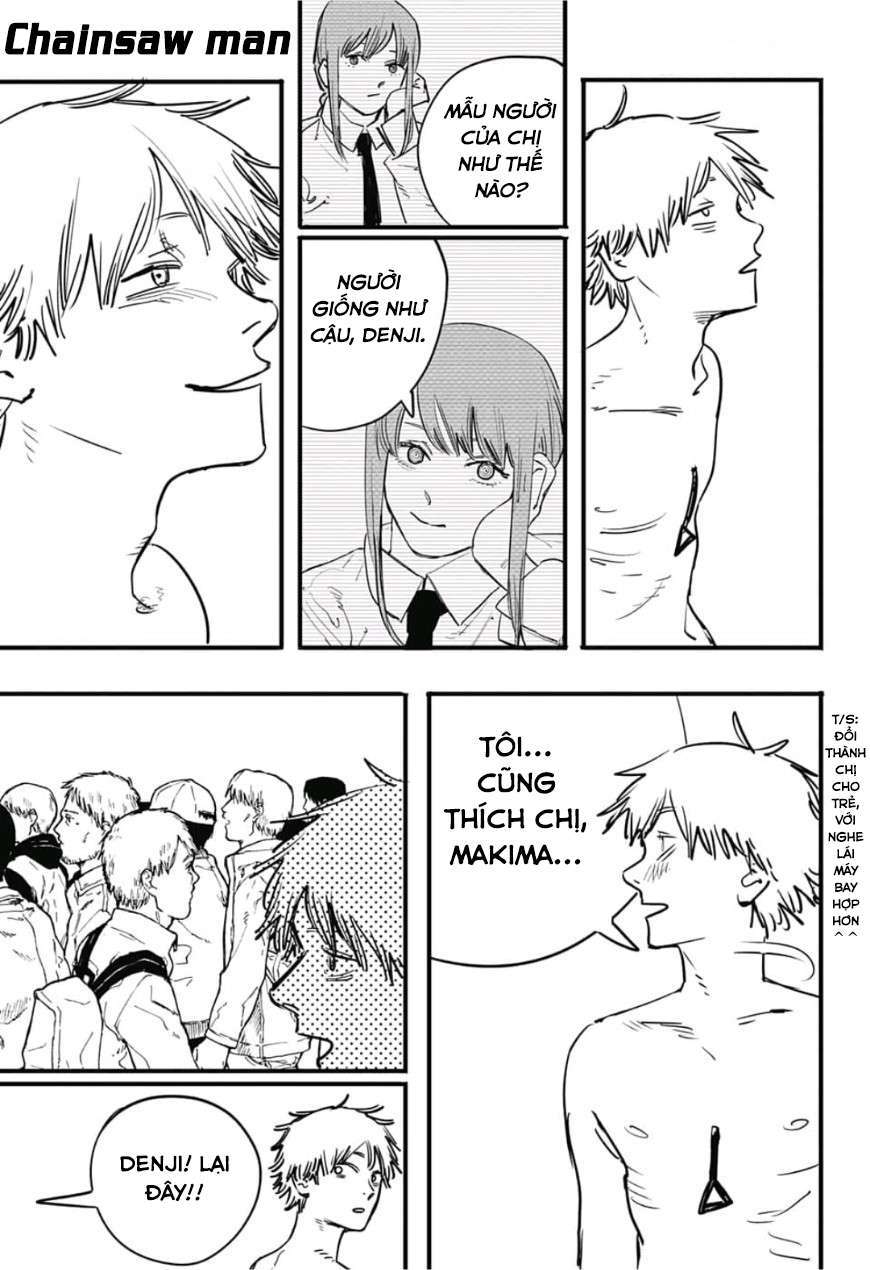 Chainsaw man
MẪU NGƯỜI
CỦA CHỊ
NHƯ THẾ
NÀO?
NGƯỜI
GIỐNG NHƯ
CẬU, DENJI.
TÔI...
CŨNG
THÍCH CHỊ,
MAKIMA...
T/S:
ĐỔI
THÀNH
CHỊ
CHO
TRẺ,
VỚI
NGHE
LÁI
MÁY
BAY
HỢP
HƠN
^ ^
DENJI! LẠI
ĐÂY!!